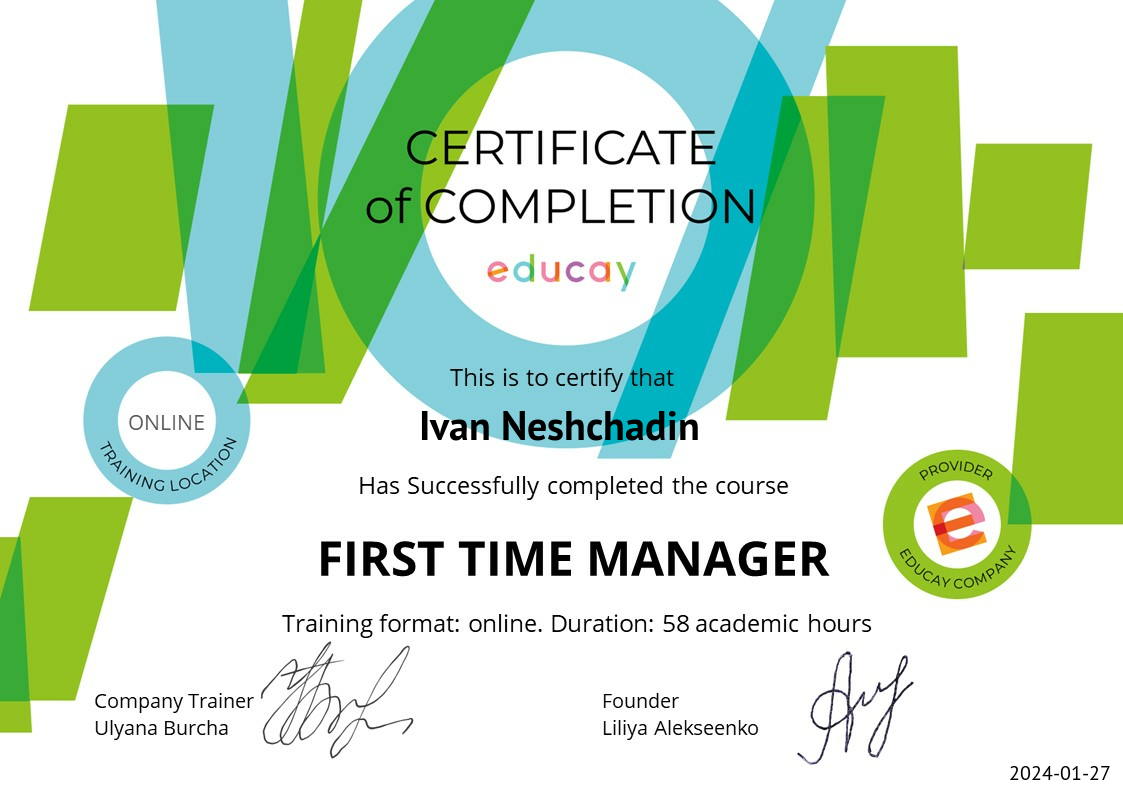 CERTIFICATE
of COMPLETION
educay
This is to certify that
Ivan Neshchadin
ONLINE
TRAINING LOCATION
Has Successfully completed the course
PROVIDER
e
EDUCAY COMPANY
FIRST TIME MANAGER
Training format: online. Duration: 58 academic hours
Company Trainer
Ulyana Burcha
Founder
Liliya Alekseenko
2024-01-27